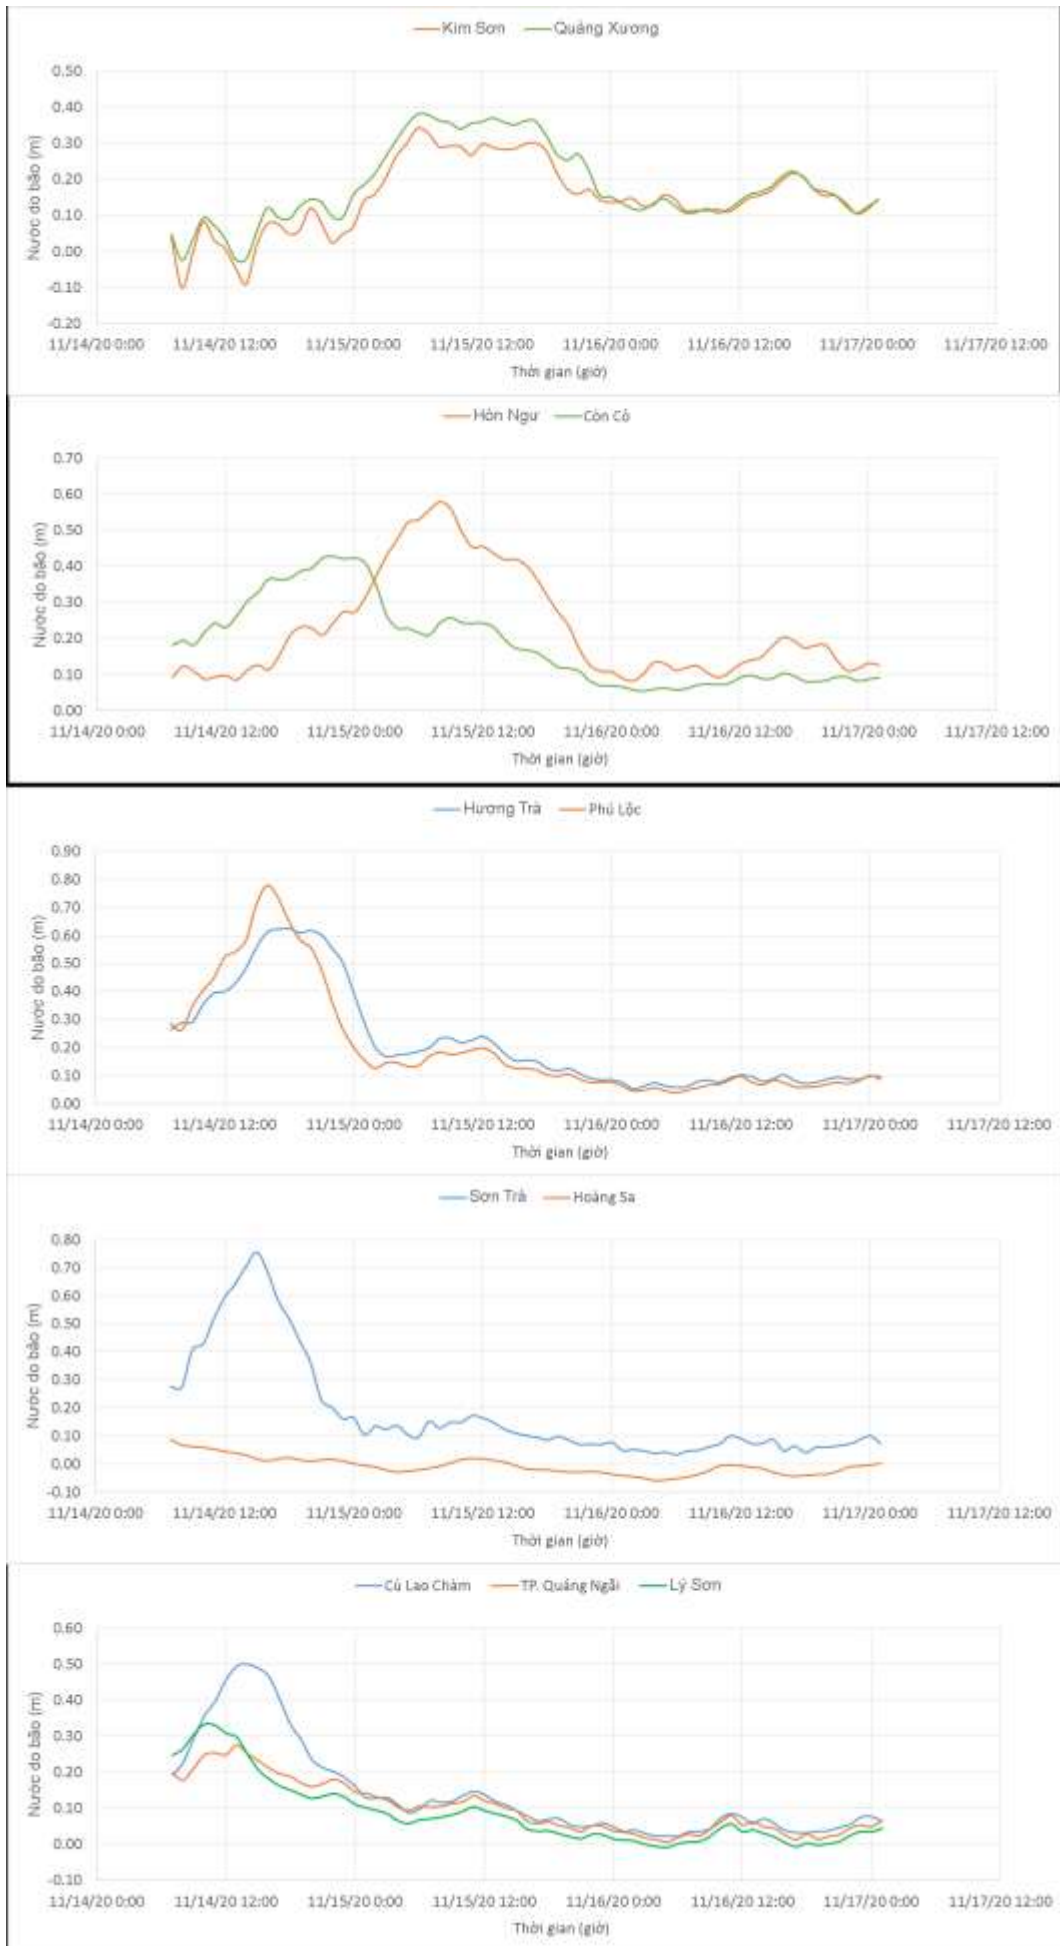 Kim Sơn Quảng Xương
Nước do bão (m)
0.50
0.40
0.30
0.20
0.10
0.00
-0.10
-0.20
11/14/20 0:00 11/14/20 12:00 11/15/20 0:00 11/15/20 12:00 11/16/20 0:00 11/16/20 12:00 11/17/20 0:00 11/17/20 12:00
Thời gian (giờ)
Hòn Ngư Cồn Cỏ
Nước do bão (m)
0.70
0.60
0.50
0.40
0.30
0.20
0.10
0.00
11/14/20 0:00 11/14/20 12:00 11/15/20 0:00 11/15/20 12:00 11/16/20 0:00 11/16/20 12:00 11/17/20 0:00 11/17/20 12:00
Thời gian (giờ)
Hương Trà Phú Lộc
Nước do bão (m)
0.90
0.80
0.70
0.60
0.50
0.40
0.30
0.20
0.10
0.00
11/14/20 0:00 11/14/20 12:00 11/15/20 0:00 11/15/20 12:00 11/16/20 0:00 11/16/20 12:00 11/17/20 0:00 11/17/20 12:00
Thời gian (giờ)
Sơn Trà Hoàng Sa
Nước do bão (m)
0.80
0.70
0.60
0.50
0.40
0.30
0.20
0.10
0.00
-0.10
11/14/20 0:00 11/14/20 12:00 11/15/20 0:00 11/15/20 12:00 11/16/20 0:00 11/16/20 12:00 11/17/20 0:00 11/17/20 12:00
Thời gian (giờ)
Cù Lao Chàm TP. Quảng Ngãi Lý Sơn
Nước do bão (m)
0.60
0.50
0.40
0.30
0.20
0.10
0.00
-0.10
11/14/20 0:00 11/14/20 12:00 11/15/20 0:00 11/15/20 12:00 11/16/20 0:00 11/16/20 12:00 11/17/20 0:00 11/17/20 12:00
Thời gian (giờ)